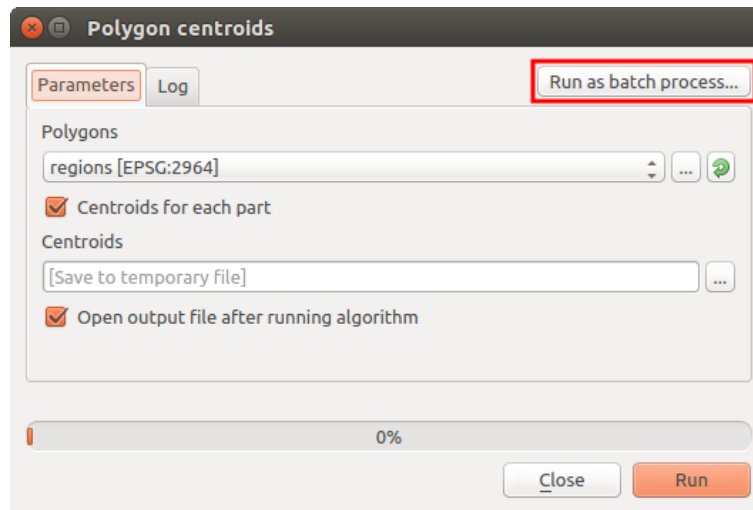 Polygon centroids
Parameters
Log
Run as batch process...
Polygons
regions [EPSG:2964]
...
Centroids for each part
Centroids
[Save to temporary file]
...
Open output file after running algorithm
0%
Close
Run